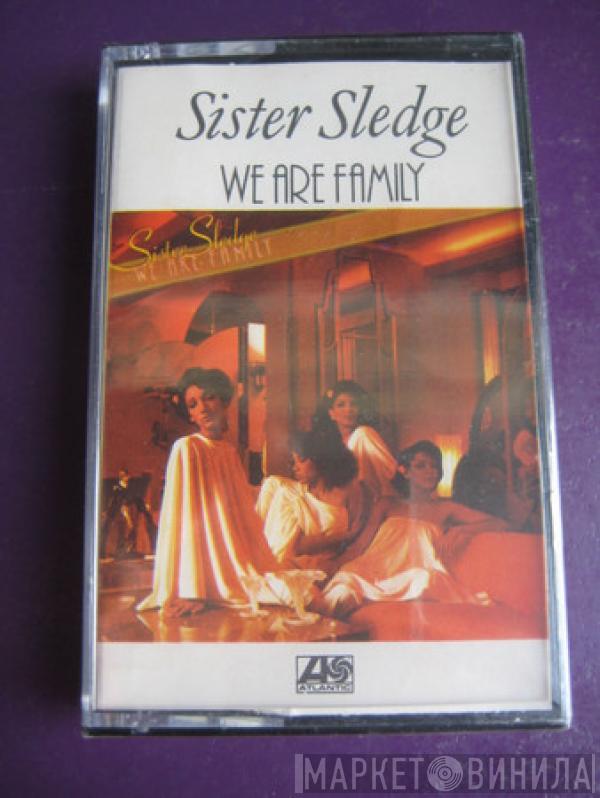 Sister Sledge
WE ARE FAMILY
Sister Sledge
WE ARE FAMILY
ATLANTIC
МАРКЕТ ВИНИЛА